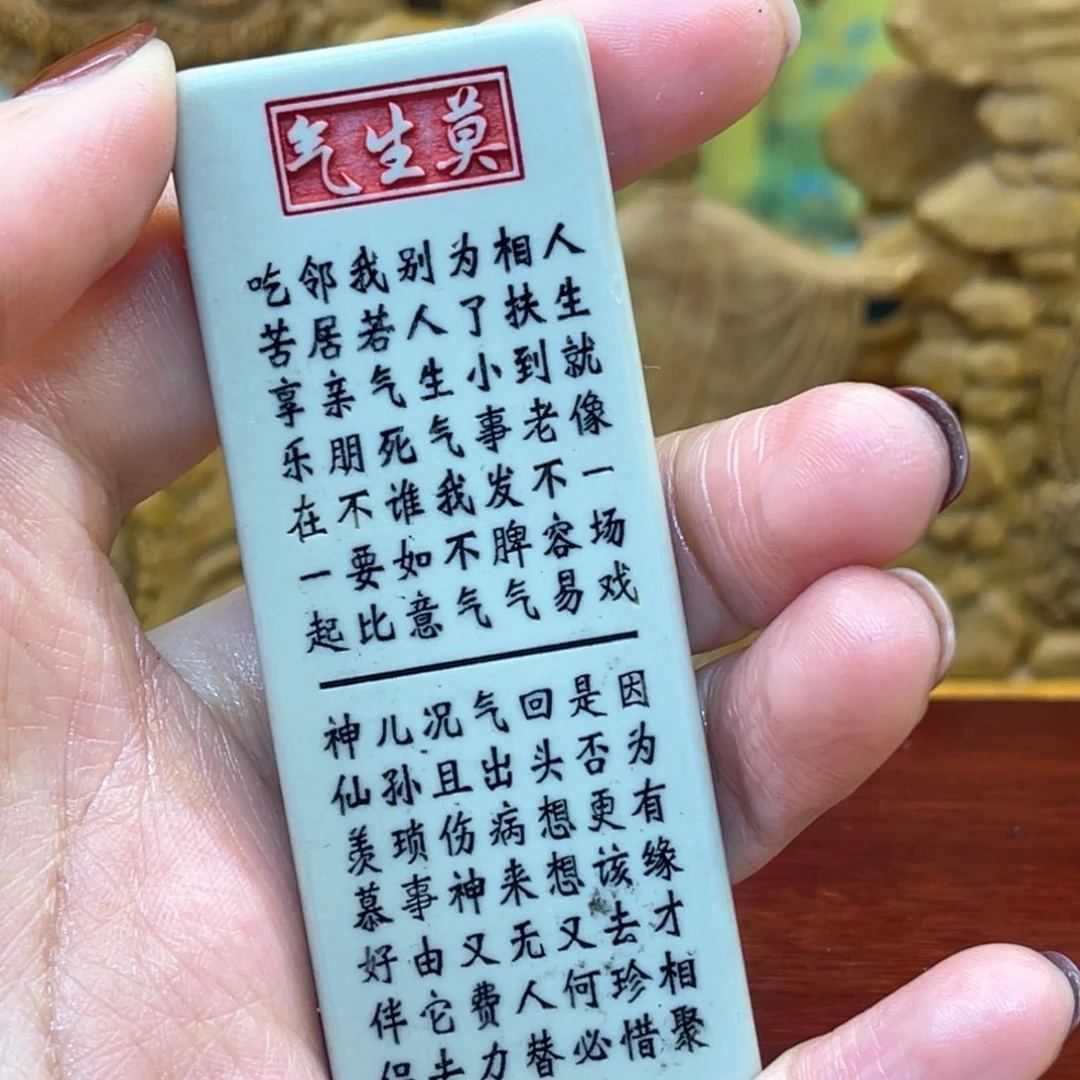 莫生气
人生就像一场戏
相扶到老不容易
为了小事发脾气
别人生气我不气
我若气死谁如意
邻居亲朋不要比
吃苦享乐在一起
因为有缘才相聚
是否更该去珍惜
回头想想又何必
气出病来无人替
况且伤神又费力
儿孙琐事由它去
神仙羡慕好伴侣